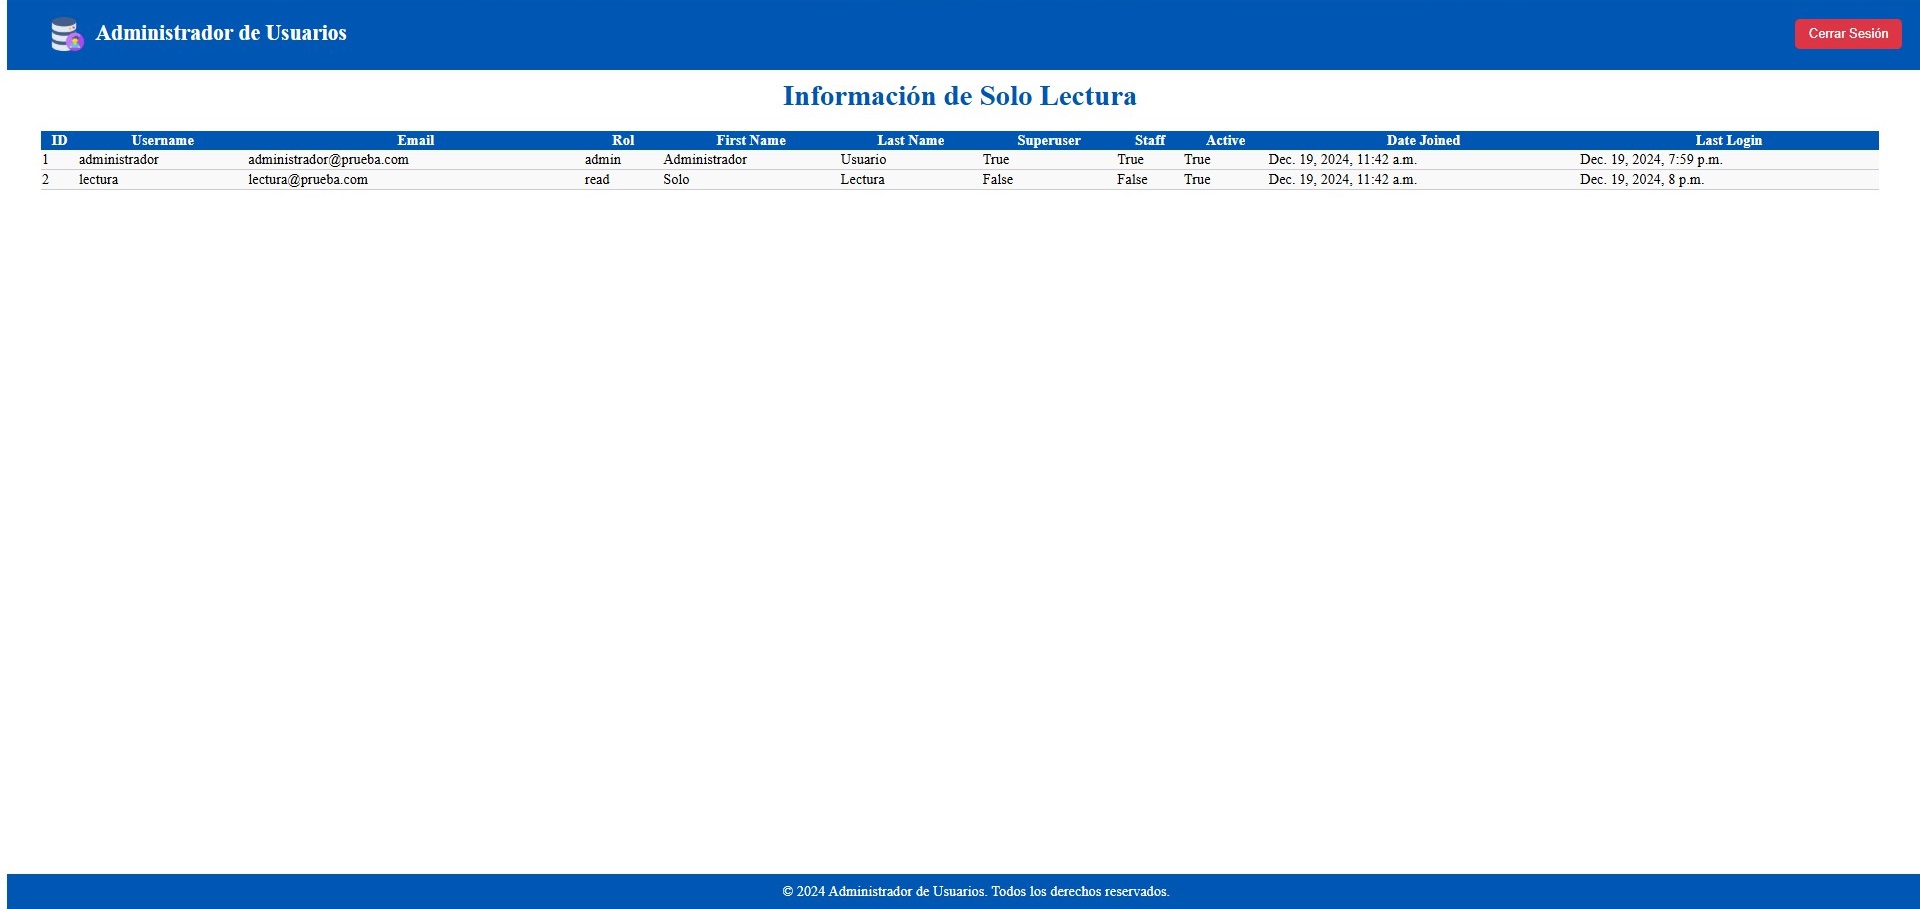 Administrador de Usuarios
Cerrar Sesión
Información de Solo Lectura
ID Username Email Rol First Name Last Name Superuser Staff Active Date Joined Last Login
1 administrador administrador@prueba.com admin Administrador Usuario True True True Dec. 19, 2024, 11:42 a.m. Dec. 19, 2024, 7:59 p.m.
2 lectura lectura@prueba.com read Solo Lectura False False True Dec. 19, 2024, 11:42 a.m. Dec. 19, 2024, 8 p.m.
© 2024 Administrador de Usuarios. Todos los derechos reservados.